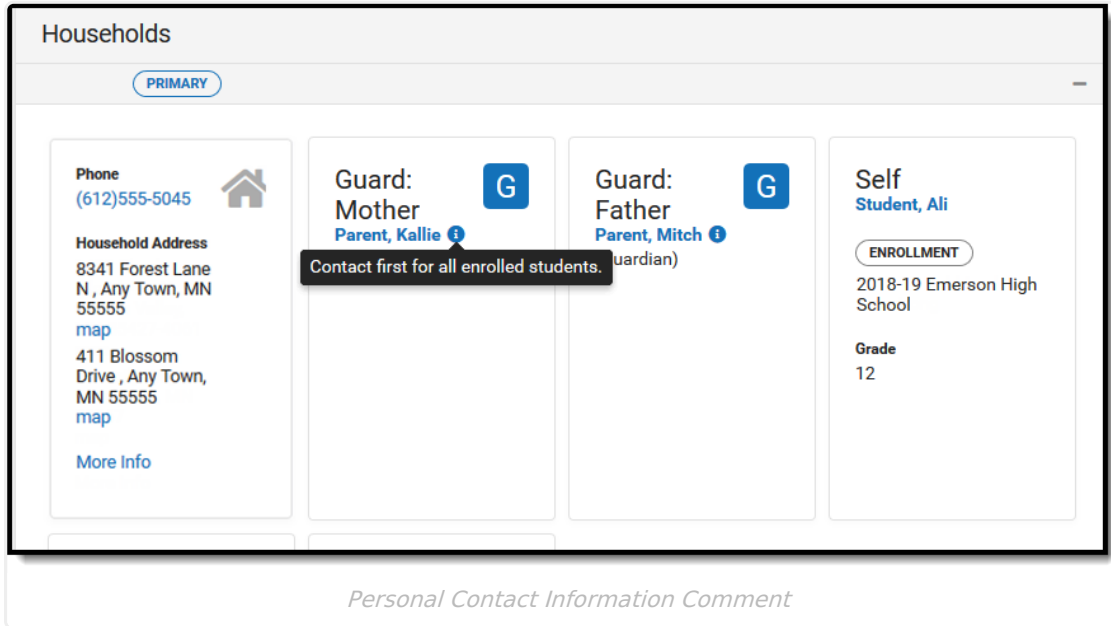 Households
PRIMARY
Phone
(612)555-5045
Household Address
8341 Forest Lane
N , Any Town, MN
55555
map
411 Blossom
Drive , Any Town,
MN 55555
map
More Info
Guard:
Mother
G
Parent, Kallie
Contact first for all enrolled students.
Guard:
Father
G
Parent, Mitch
uardian)
Self
Student, Ali
ENROLLMENT
2018-19 Emerson High
School
Grade
12
Personal Contact Information Comment